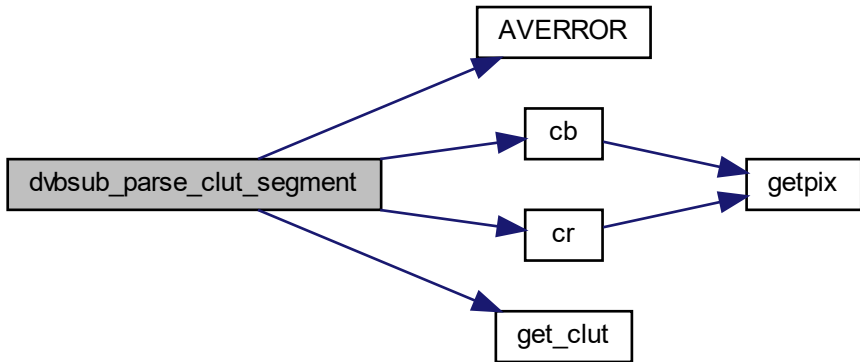 AVERROR
cb
dvbsub_parse_clut_segment
getpix
cr
get_clut